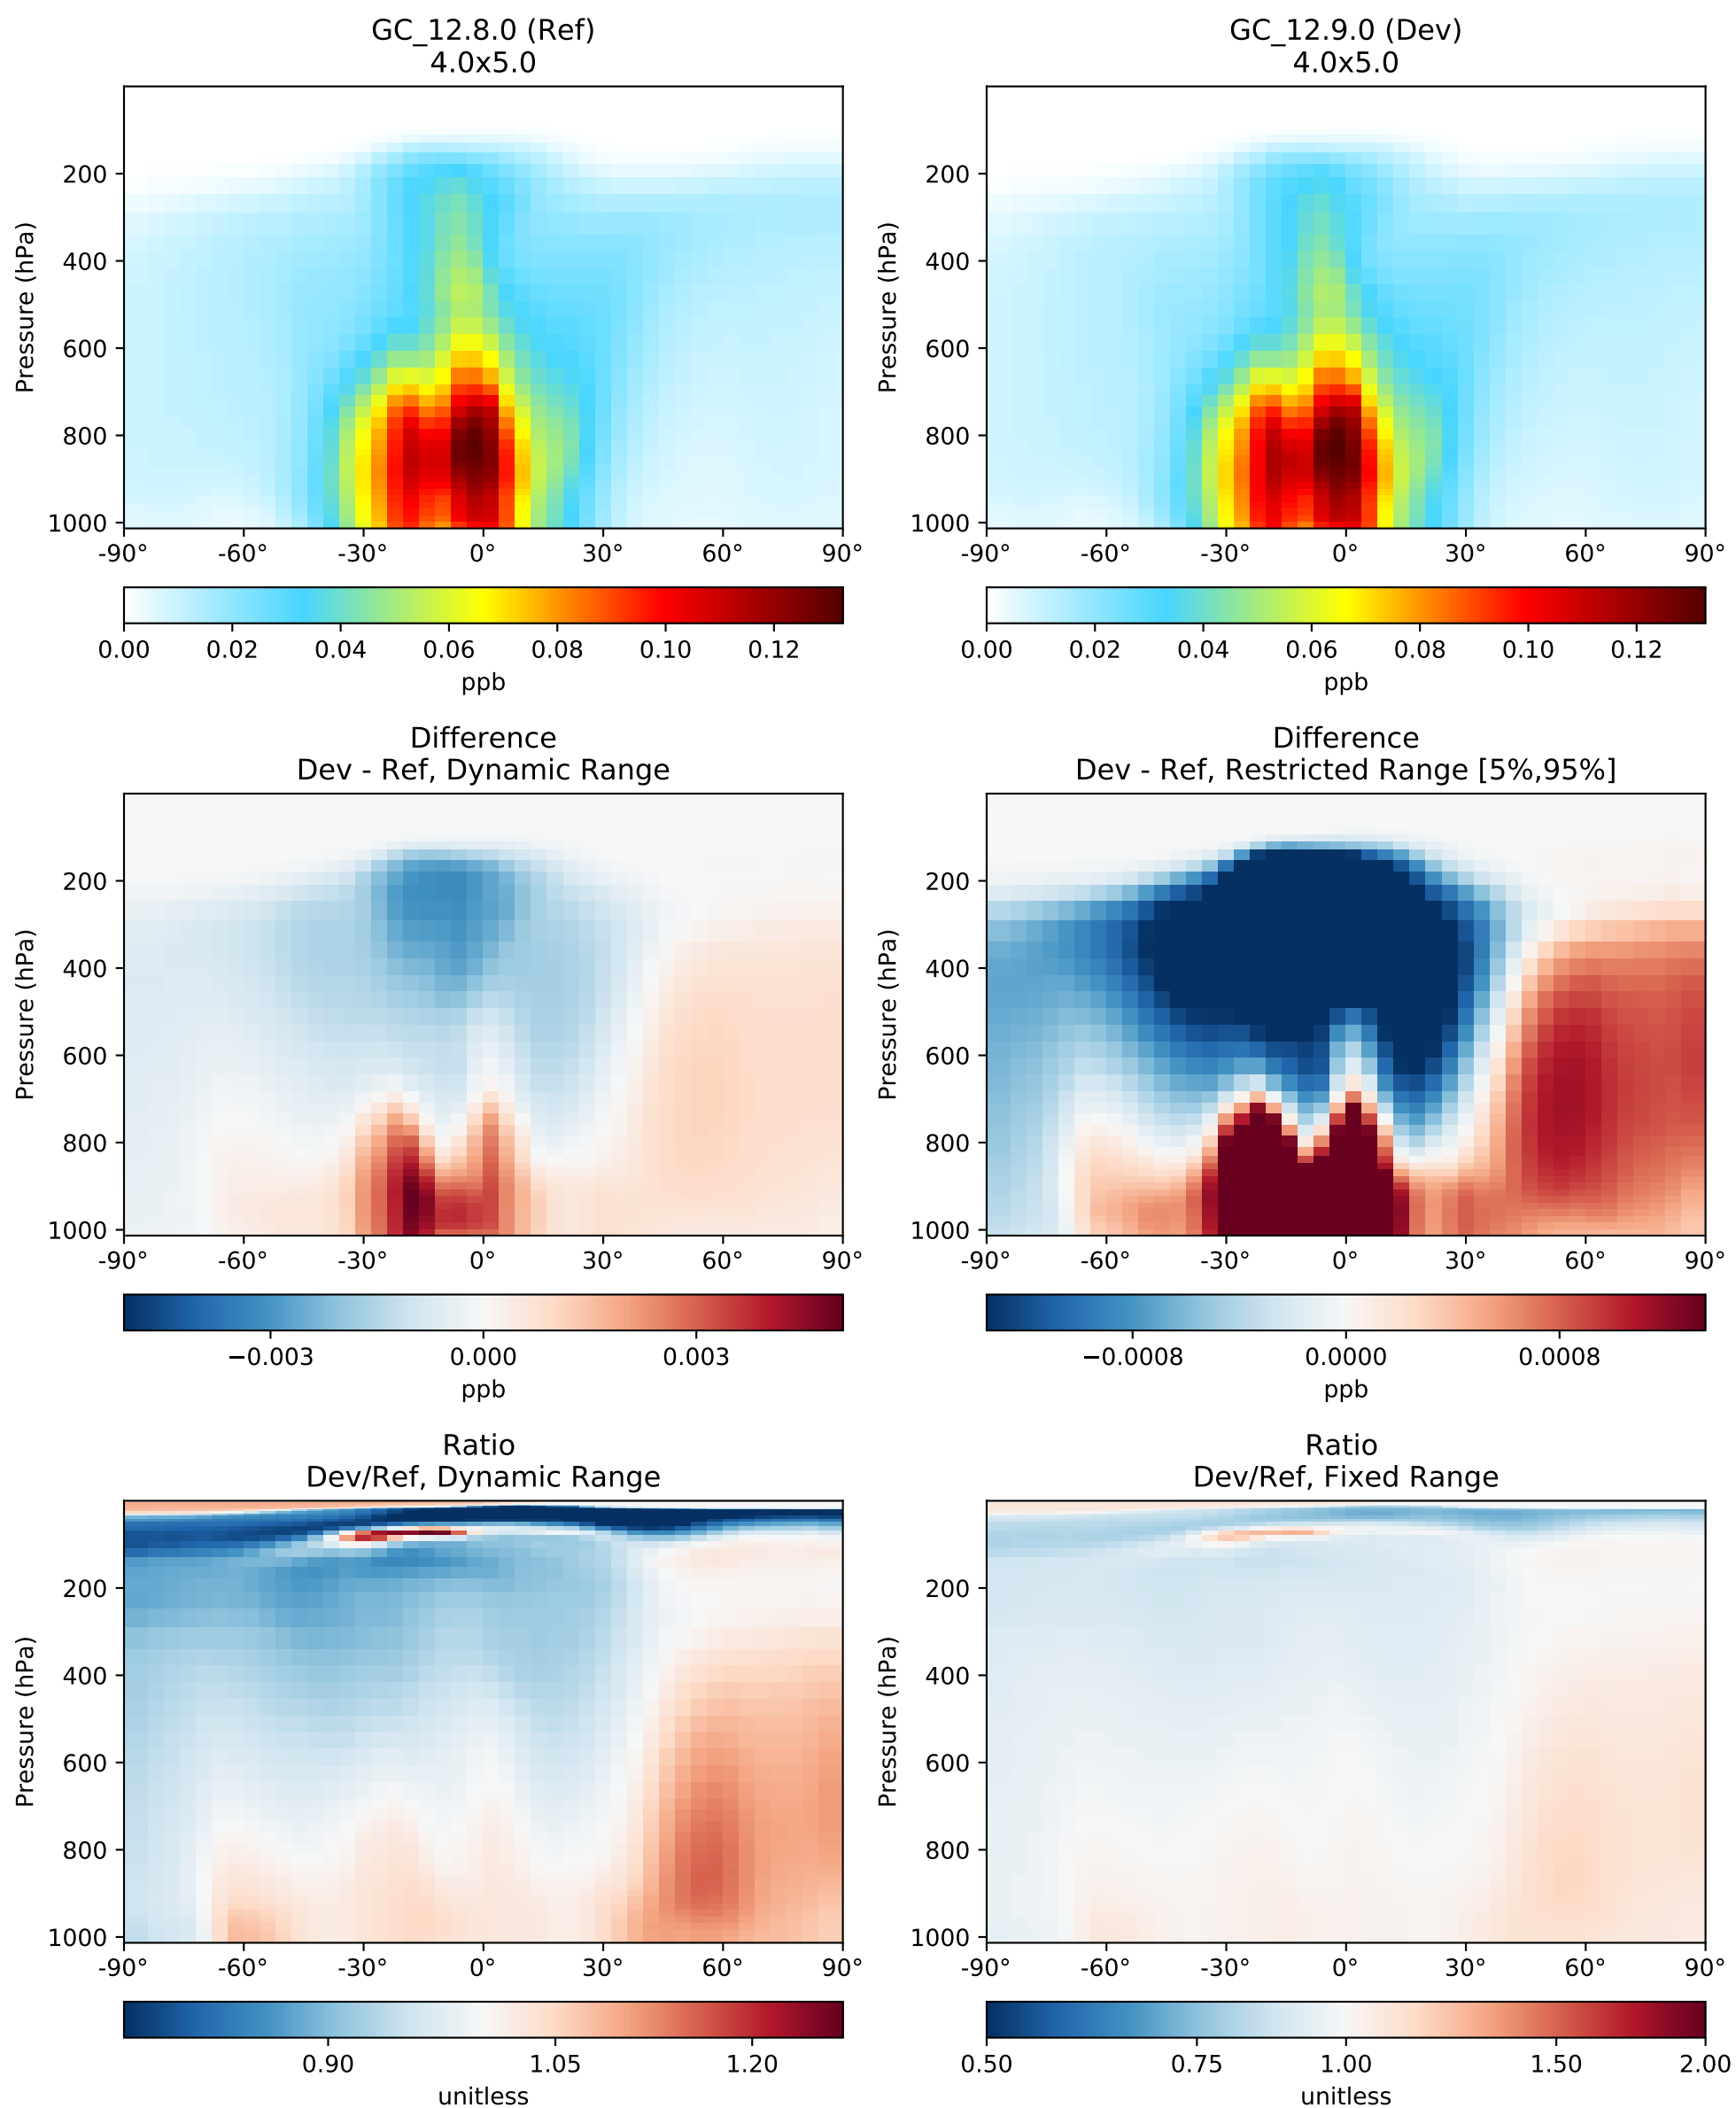 GC_12.8.0 (Ref)
4.0x5.0
Pressure (hPa)
200
400
600
800
1000
-90° -60° -30° 0° 30° 60° 90°
0.00 0.02 0.04 0.06 0.08 0.10 0.12
ppb
GC_12.9.0 (Dev)
4.0x5.0
Pressure (hPa)
200
400
600
800
1000
-90° -60° -30° 0° 30° 60° 90°
0.00 0.02 0.04 0.06 0.08 0.10 0.12
ppb
Difference
Dev - Ref, Dynamic Range
Pressure (hPa)
200
400
600
800
1000
-90° -60° -30° 0° 30° 60° 90°
−0.003 0.000 0.003
ppb
Difference
Dev - Ref, Restricted Range [5%,95%]
Pressure (hPa)
200
400
600
800
1000
-90° -60° -30° 0° 30° 60° 90°
−0.0008 0.0000 0.0008
ppb
Ratio
Dev/Ref, Dynamic Range
Pressure (hPa)
200
400
600
800
1000
-90° -60° -30° 0° 30° 60° 90°
0.90 1.05 1.20
unitless
Ratio
Dev/Ref, Fixed Range
Pressure (hPa)
200
400
600
800
1000
-90° -60° -30° 0° 30° 60° 90°
0.50 0.75 1.00 1.50 2.00
unitless